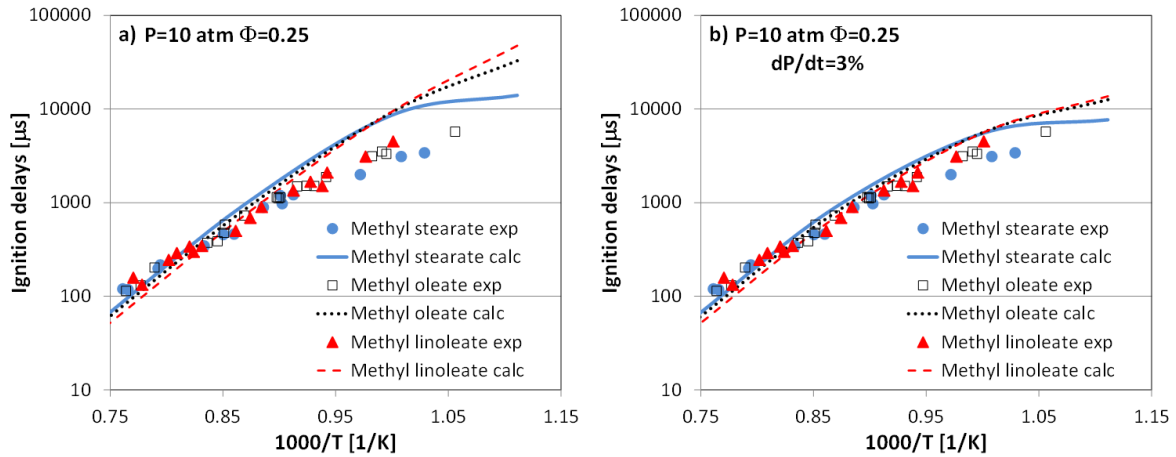 a) P=10 atm Φ=0.25
100000
10000
1000
100
10
Ignition delays [µs]
Methyl stearate exp
Methyl stearate calc
Methyl oleate exp
Methyl oleate calc
Methyl linoleate exp
Methyl linoleate calc
0.75 0.85 0.95 1.05 1.15
1000/T [1/K]
b) P=10 atm Φ=0.25
dP/dt=3%
100000
10000
1000
100
10
Ignition delays [µs]
Methyl stearate exp
Methyl stearate calc
Methyl oleate exp
Methyl oleate calc
Methyl linoleate exp
Methyl linoleate calc
0.75 0.85 0.95 1.05 1.15
1000/T [1/K]